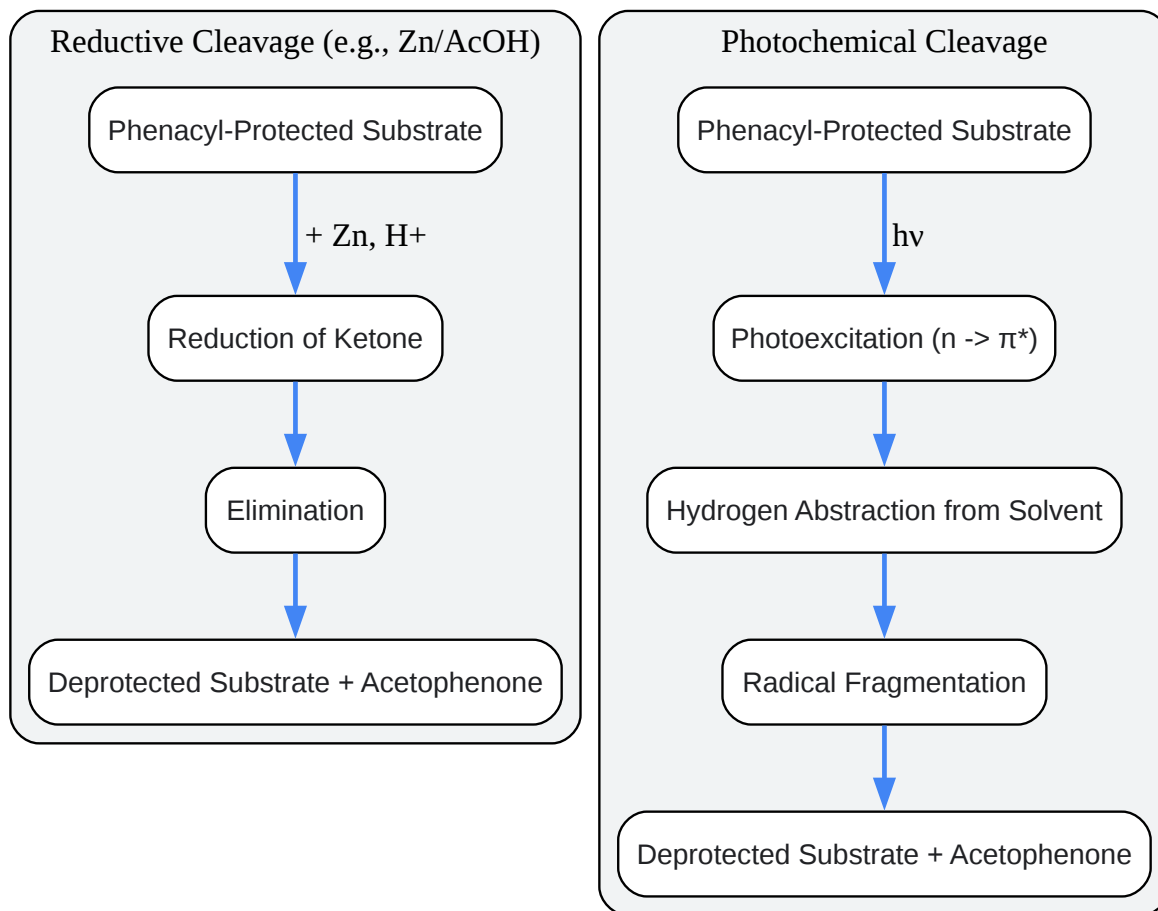 Reductive Cleavage (e.g., Zn/AcOH)
Phenacyl-Protected Substrate
+ Zn, H+
Reduction of Ketone
Elimination
Deprotected Substrate + Acetophenone
Photochemical Cleavage
Phenacyl-Protected Substrate
hν
Photoexcitation (n -> π*)
Hydrogen Abstraction from Solvent
Radical Fragmentation
Deprotected Substrate + Acetophenone